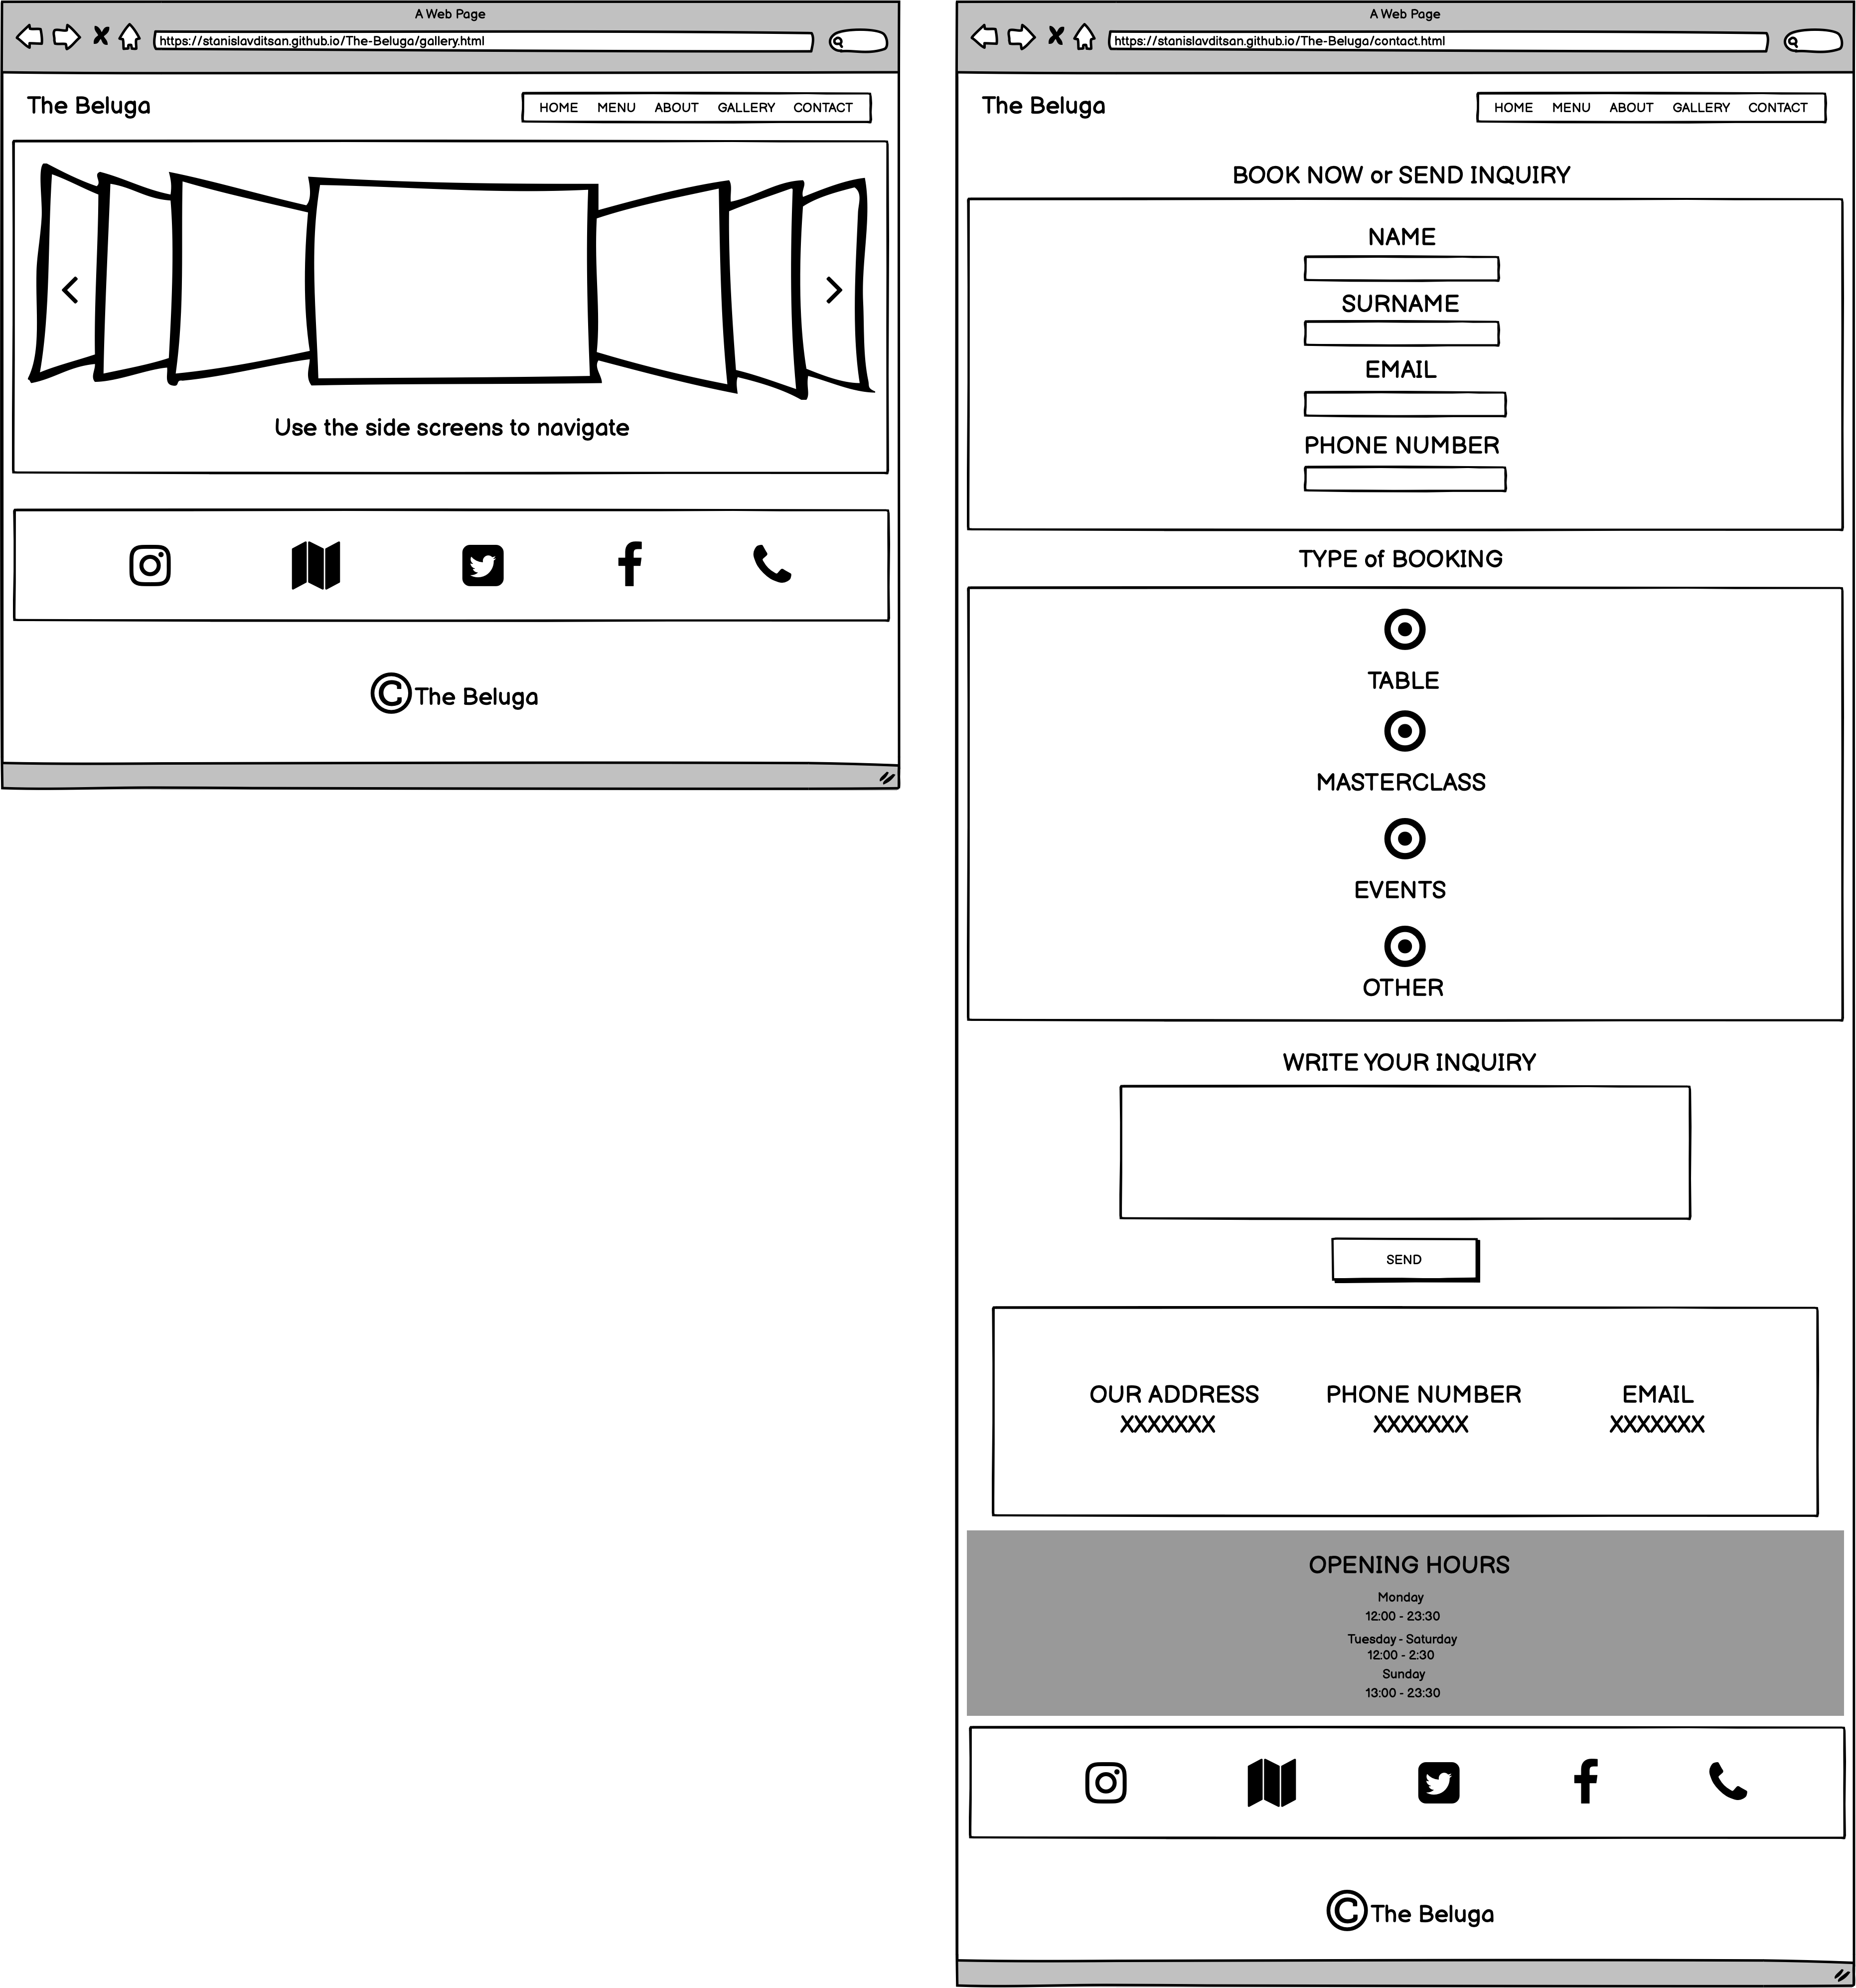 A Web Page
https://stanislavditsan.github.io/The-Beluga/gallery.html
The Beluga
HOME MENU ABOUT GALLERY CONTACT
Use the side screens to navigate
© The Beluga
A Web Page
https://stanislavditsan.github.io/The-Beluga/contact.html
The Beluga
HOME MENU ABOUT GALLERY CONTACT
BOOK NOW or SEND INQUIRY
NAME
SURNAME
EMAIL
PHONE NUMBER
TYPE of BOOKING
TABLE
MASTERCLASS
EVENTS
OTHER
WRITE YOUR INQUIRY
SEND
OUR ADDRESS PHONE NUMBER EMAIL
XXXXXXX XXXXXXX XXXXXXX
OPENING HOURS
Monday
12:00 - 23:30
Tuesday - Saturday
12:00 - 2:30
Sunday
13:00 - 23:30
© The Beluga